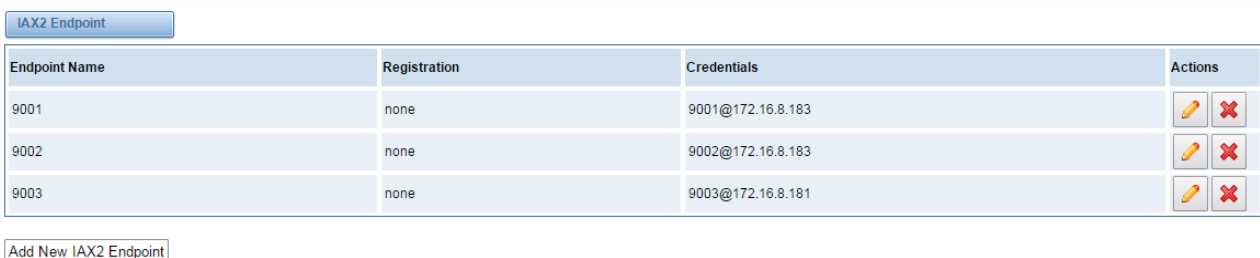 IAX2 Endpoint
Endpoint Name Registration Credentials Actions
9001 none 9001@172.16.8.183
9002 none 9002@172.16.8.183
9003 none 9003@172.16.8.181
Add New IAX2 Endpoint